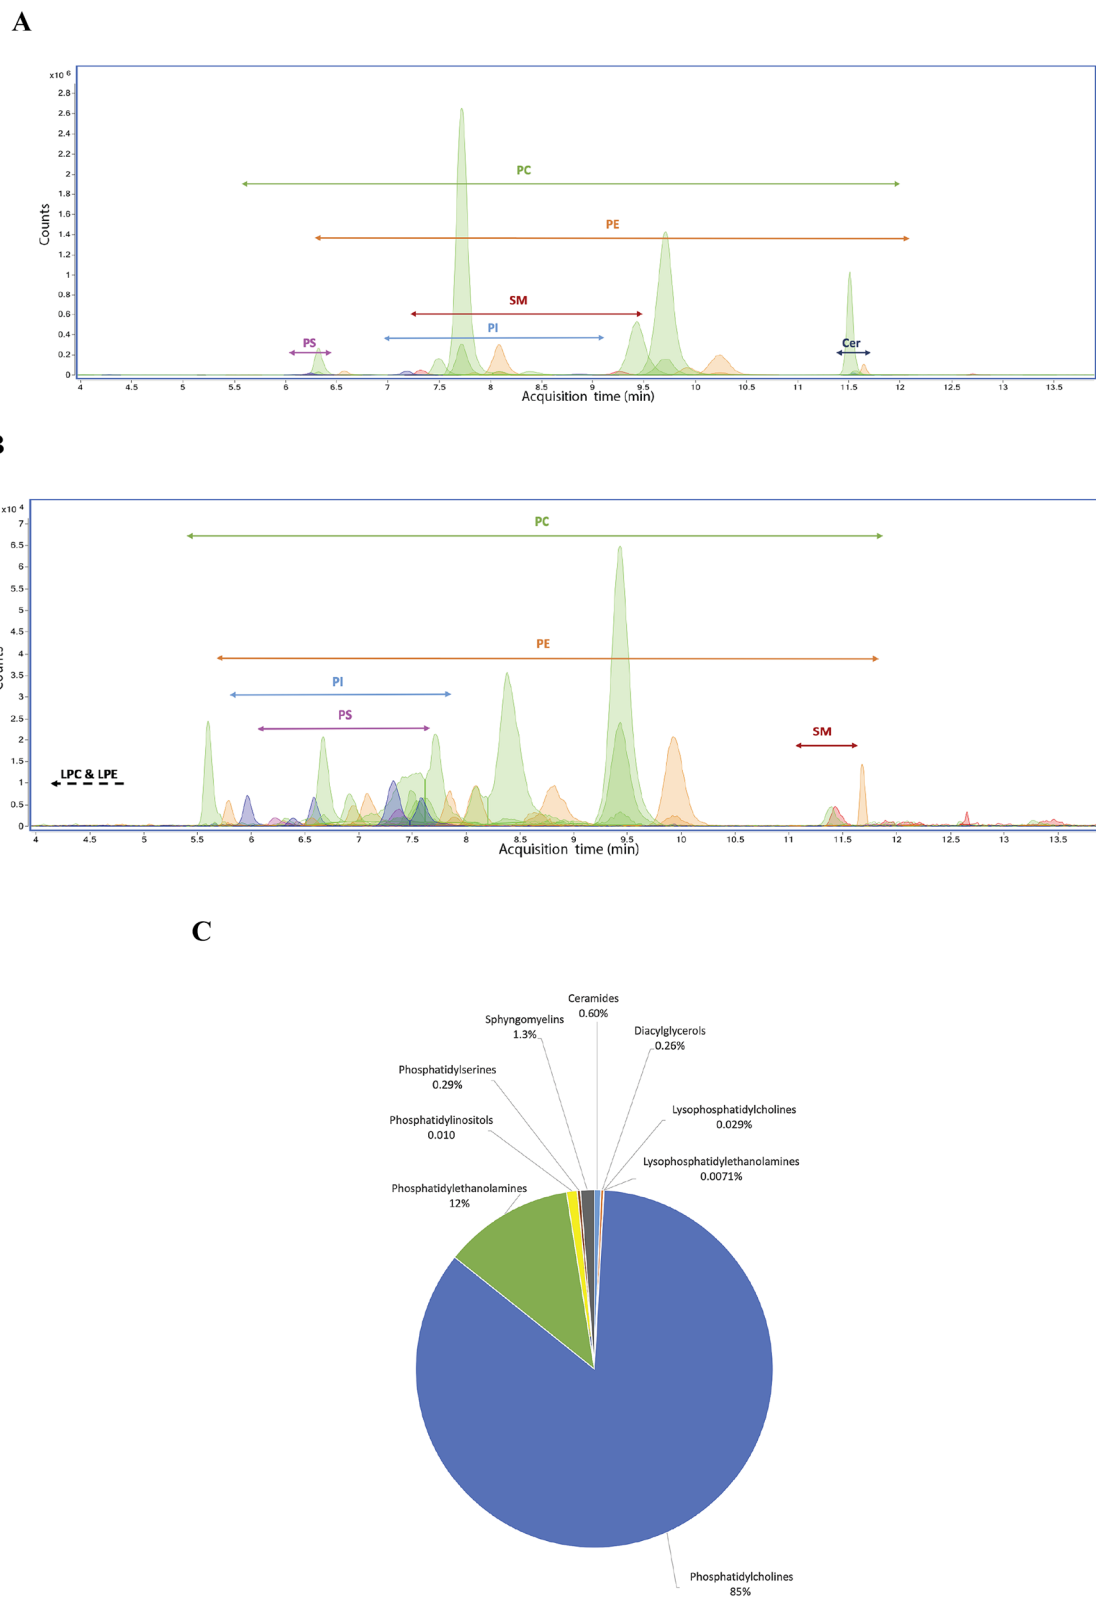 A
x10 6
2.8
2.6
2.4
2.2
2
1.8
1.6
1.4
1.2
1
0.8
0.6
0.4
0.2
0
Counts
PC
PE
SM
PI
PS
Cer
4 4.5 5 5.5 6 6.5 7 7.5 8 8.5 9 9.5 10 10.5 11 11.5 12 12.5 13 13.5
Acquisition time (min)
x10 4
7
6.5
6
5.5
5
4.5
4
3.5
3
2.5
2
1.5
1
0.5
0
PC
PE
PI
PS
SM
LPC & LPE
4 4.5 5 5.5 6 6.5 7 7.5 8 8.5 9 9.5 10 10.5 11 11.5 12 12.5 13 13.5
Acquisition time (min)
C
Ceramides
0.60%
Sphyngomyelins
1.3%
Diacylglycerols
0.26%
Phosphatidylserines
0.29%
Lysophosphatidylcholines
0.029%
Phosphatidylinositols
0.010
Lysophosphatidylethanolamines
0.0071%
Phosphatidylethanolamines
12%
Phosphatidylcholines
85%